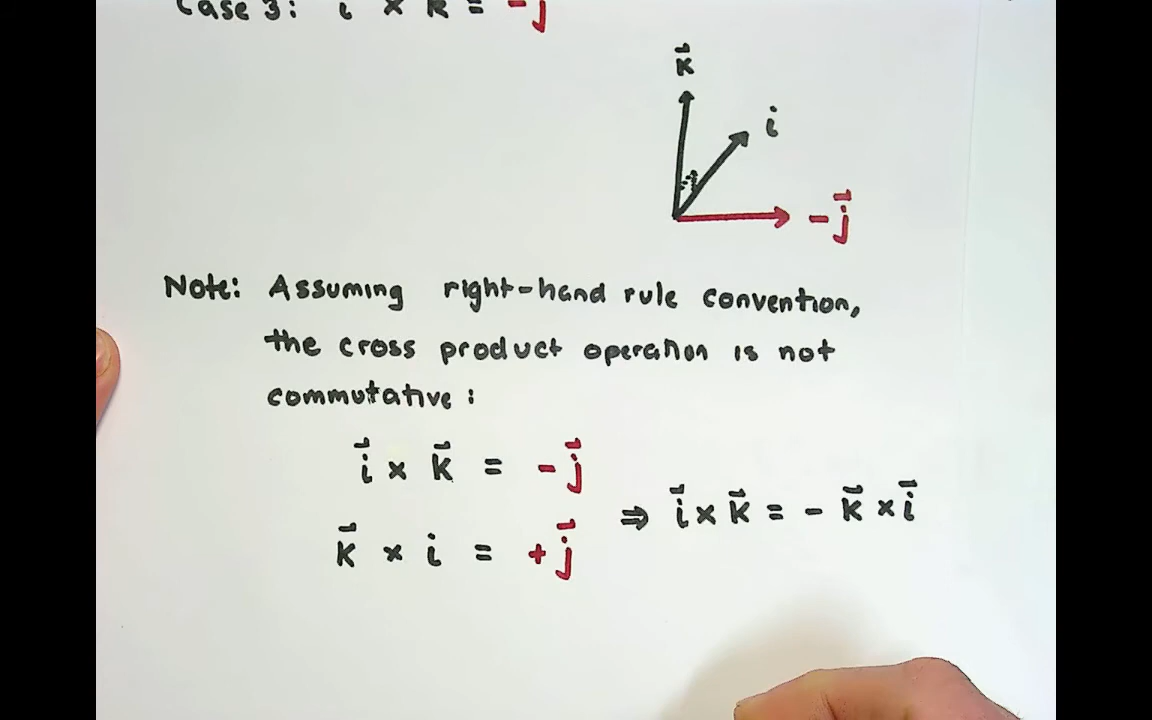 Case 3: i × k = -j
k⃗
i
-j⃗
Note: Assuming right-hand rule convention,
the cross product operation is not
commutative:
i⃗ × k⃗ = -j⃗
⇒ i⃗ × k⃗ = - k⃗ × i⃗
k⃗ × i = +j⃗